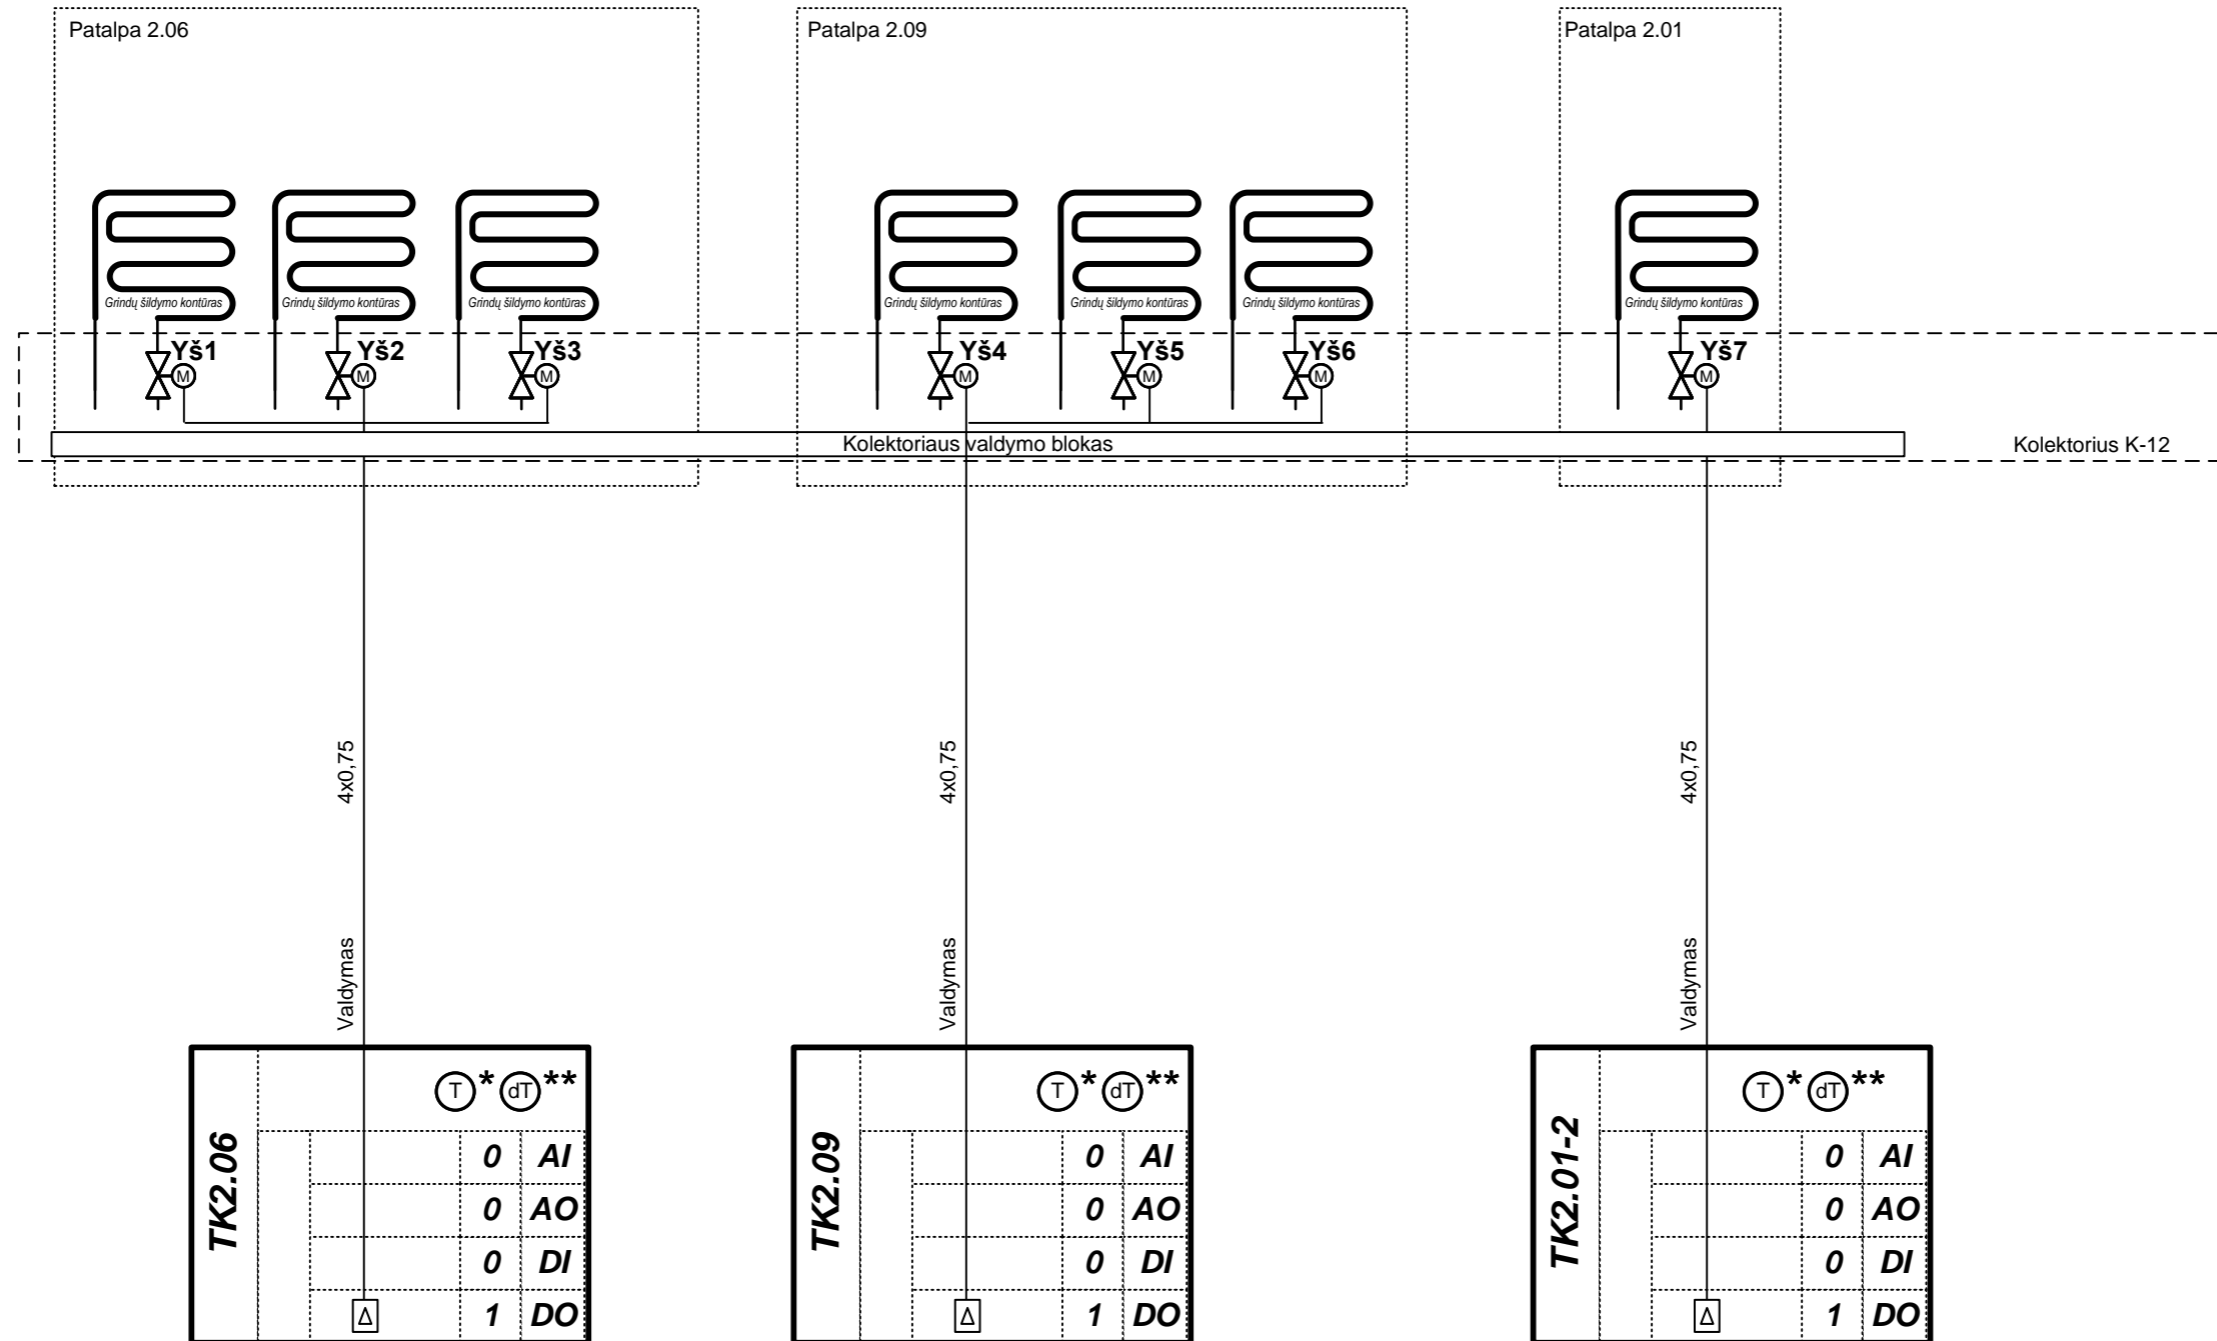 Patalpa 2.06
Patalpa 2.09
Patalpa 2.01
Grindų šildymo kontūras
Grindų šildymo kontūras
Grindų šildymo kontūras
Grindų šildymo kontūras
Grindų šildymo kontūras
Grindų šildymo kontūras
Grindų šildymo kontūras
Yš1
M
Yš2
M
Yš3
M
Yš4
M
Yš5
M
Yš6
M
Yš7
M
Kolektoriaus valdymo blokas
Kolektorius K-12
4x0,75
4x0,75
4x0,75
Valdymas
Valdymas
Valdymas
TK2.06
T * dT **
0 AI
0 AO
0 DI
Δ 1 DO
TK2.09
T * dT **
0 AI
0 AO
0 DI
Δ 1 DO
TK2.01-2
T * dT **
0 AI
0 AO
0 DI
Δ 1 DO